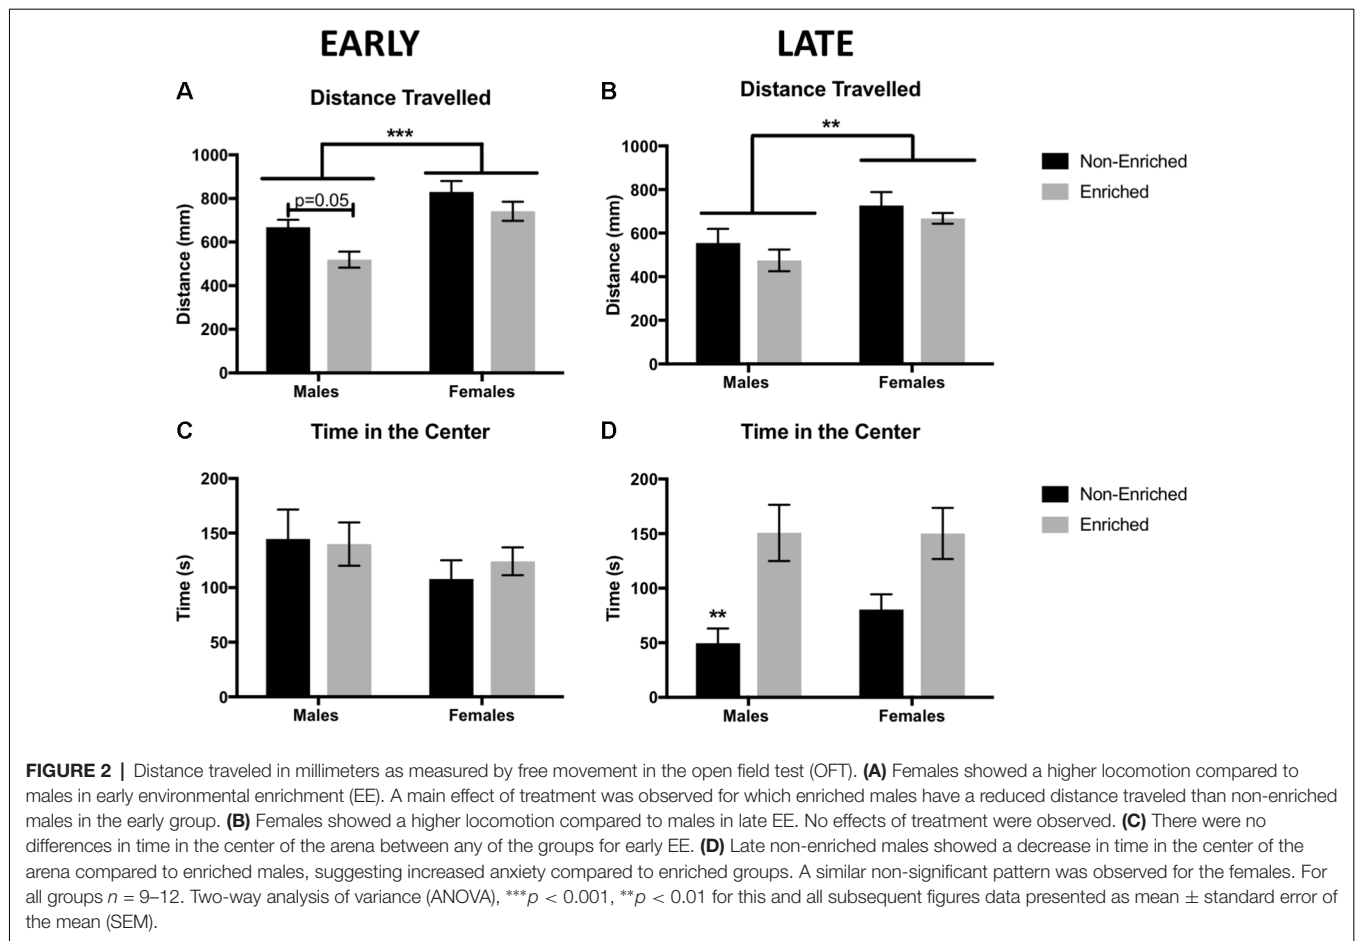 EARLY
LATE
A
Distance Travelled
***
1000
800
600
400
200
0
Distance (mm)
p=0.05
Males
Females
B
Distance Travelled
**
1000
800
600
400
200
0
Distance (mm)
Males
Females
Non-Enriched
Enriched
C
Time in the Center
200
150
100
50
0
Time (s)
Males
Females
D
Time in the Center
200
150
100
50
0
Time (s)
**
Males
Females
Non-Enriched
Enriched
FIGURE 2 | Distance traveled in millimeters as measured by free movement in the open field test (OFT). (A) Females showed a higher locomotion compared to
males in early environmental enrichment (EE). A main effect of treatment was observed for which enriched males have a reduced distance traveled than non-enriched
males in the early group. (B) Females showed a higher locomotion compared to males in late EE. No effects of treatment were observed. (C) There were no
differences in time in the center of the arena between any of the groups for early EE. (D) Late non-enriched males showed a decrease in time in the center of the
arena compared to enriched males, suggesting increased anxiety compared to enriched groups. A similar non-significant pattern was observed for the females. For
all groups n = 9–12. Two-way analysis of variance (ANOVA), ***p < 0.001, **p < 0.01 for this and all subsequent figures data presented as mean ± standard error of
the mean (SEM).